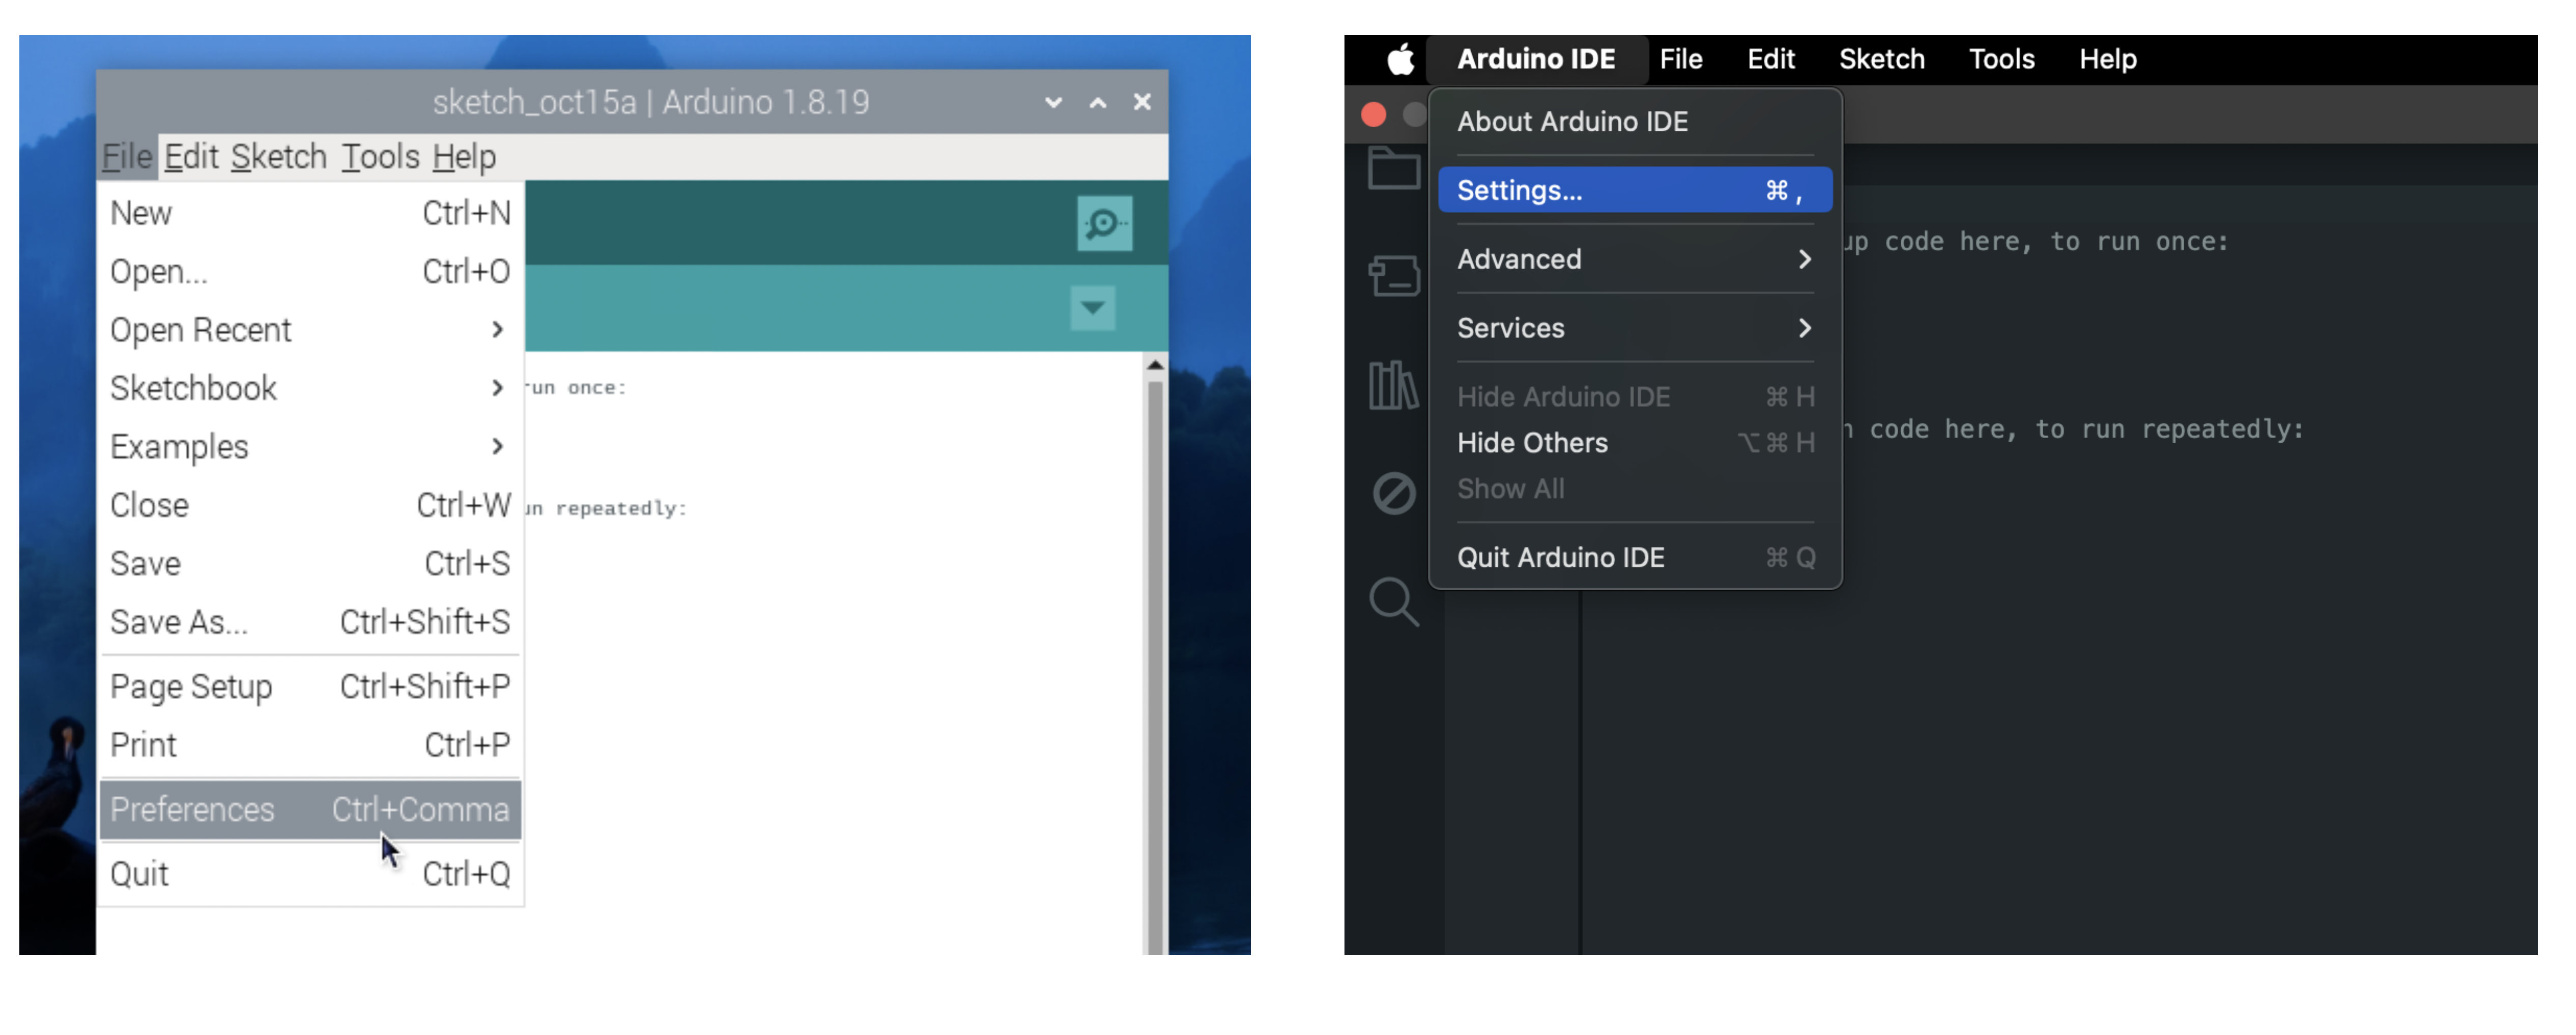 sketch_oct15a | Arduino 1.8.19
File Edit Sketch Tools Help
New Ctrl+N
Open... Ctrl+O
Open Recent
Sketchbook
Examples
Close Ctrl+W
Save Ctrl+S
Save As... Ctrl+Shift+S
Page Setup Ctrl+Shift+P
Print Ctrl+P
Preferences Ctrl+Comma
Quit Ctrl+Q
run once:
un repeatedly:
Arduino IDE File Edit Sketch Tools Help
About Arduino IDE
Settings... ⌘ ,
Advanced
Services
Hide Arduino IDE ⌘ H
Hide Others ⌥ ⌘ H
Show All
Quit Arduino IDE ⌘ Q
up code here, to run once:
n code here, to run repeatedly: